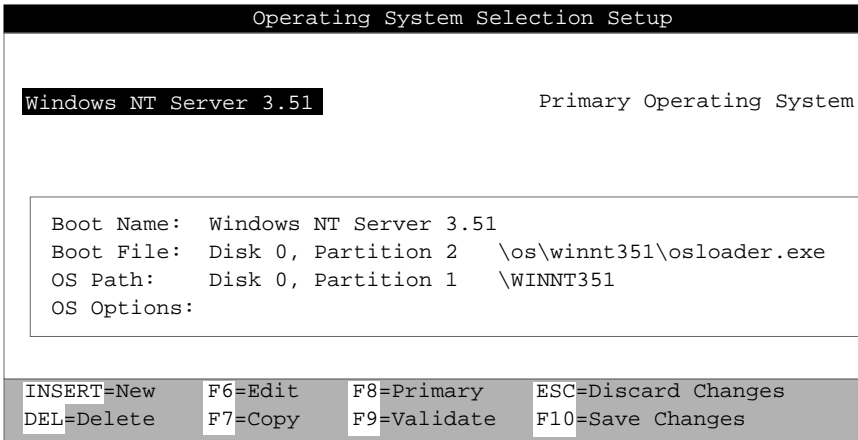 Operating System Selection Setup
Windows NT Server 3.51 Primary Operating System
Boot Name: Windows NT Server 3.51
Boot File: Disk 0, Partition 2 \os\winnt351\osloader.exe
OS Path: Disk 0, Partition 1 \WINNT351
OS Options:
INSERT=New F6=Edit F8=Primary ESC=Discard Changes
DEL=Delete F7=Copy F9=Validate F10=Save Changes